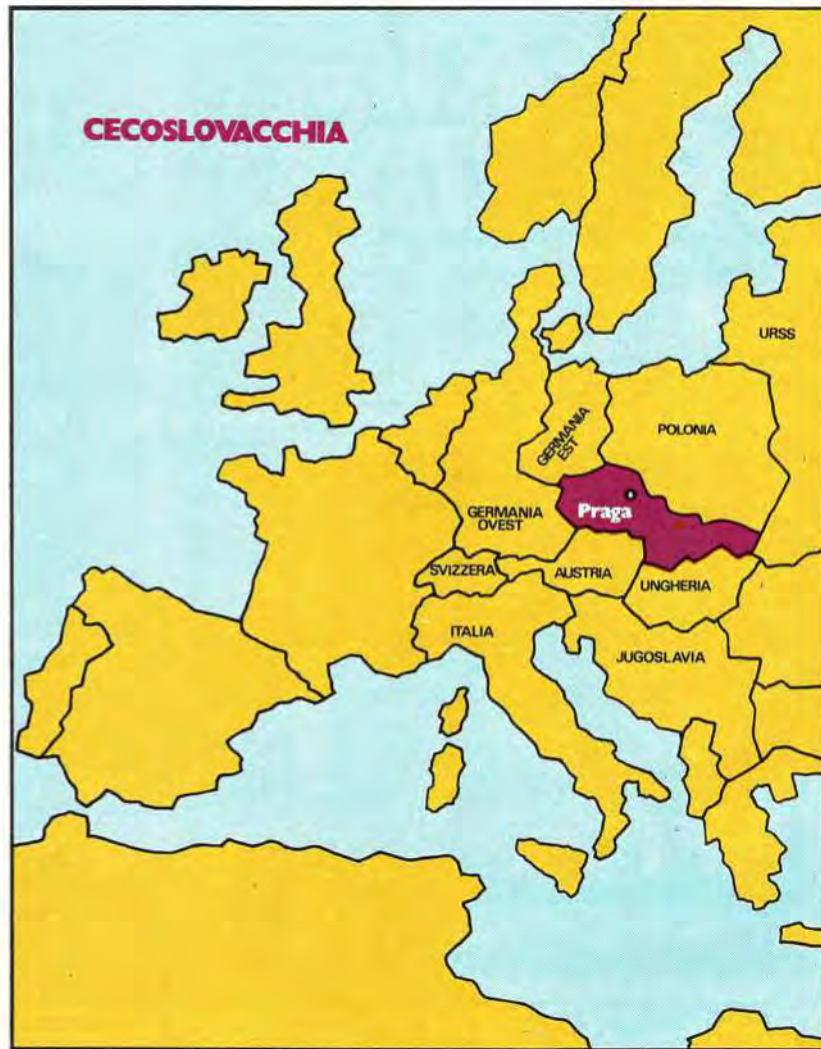 CECOSLOVACCHIA
URSS
POLONIA
GERMANIA
EST
Praga
GERMANIA
OVEST
SVIZZERA
AUSTRIA
UNGHERIA
ITALIA
JUGOSLAVIA